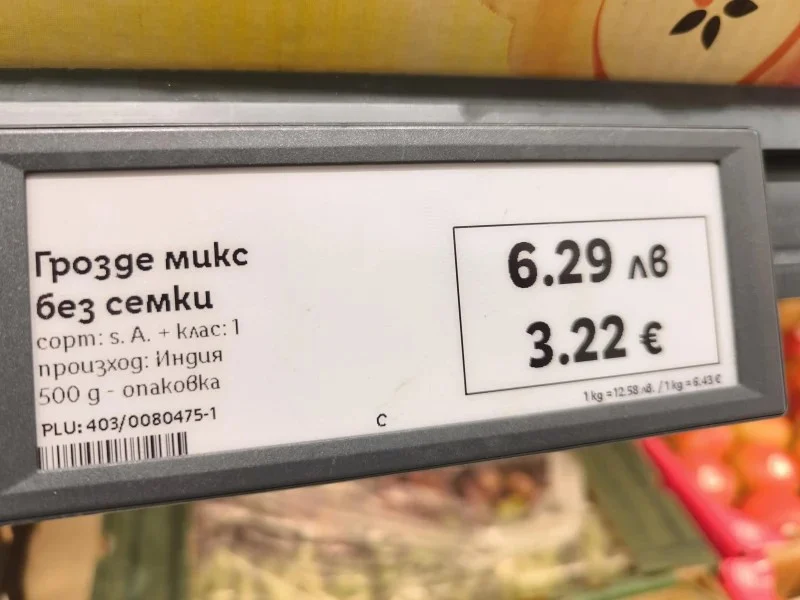 Грозде микс
без семки
сорт: s. A. + клас: 1
произход: Индия
500 g - опаковка
PLU: 403/0080475-1
C
6.29 лв
3.22 €
1 kg = 12.58 лв. / 1 kg = 6.43 €